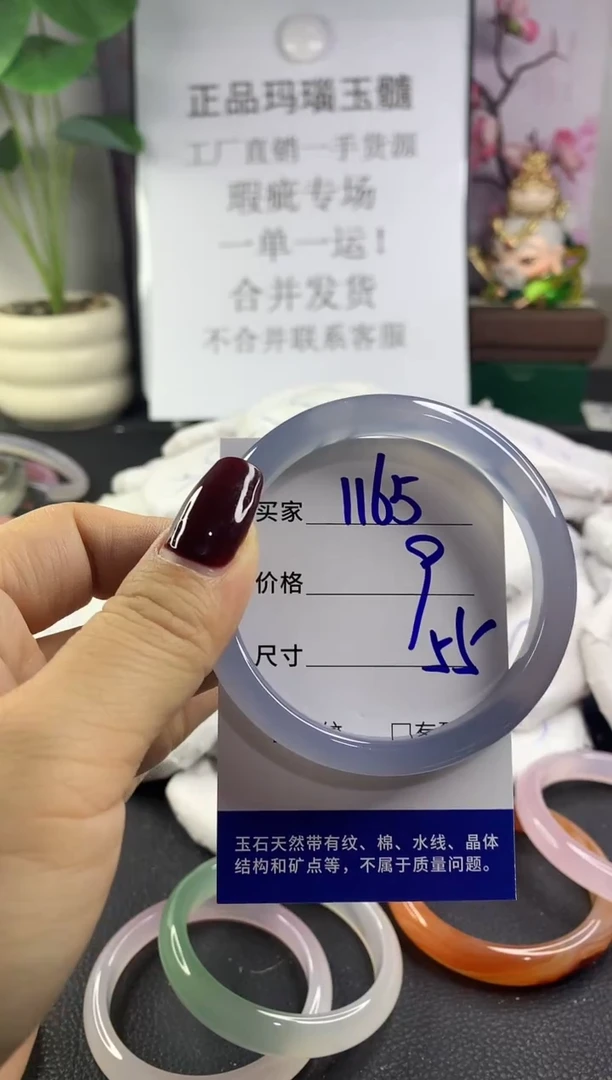 正品玛瑙玉髓
工厂直销一手货源
瑕疵专场
一单一运！
合并发货
不合并联系客服
买家 1165
价格 9
尺寸 55
玉石天然带有纹、棉、水线、晶体
结构和矿点等，不属于质量问题。